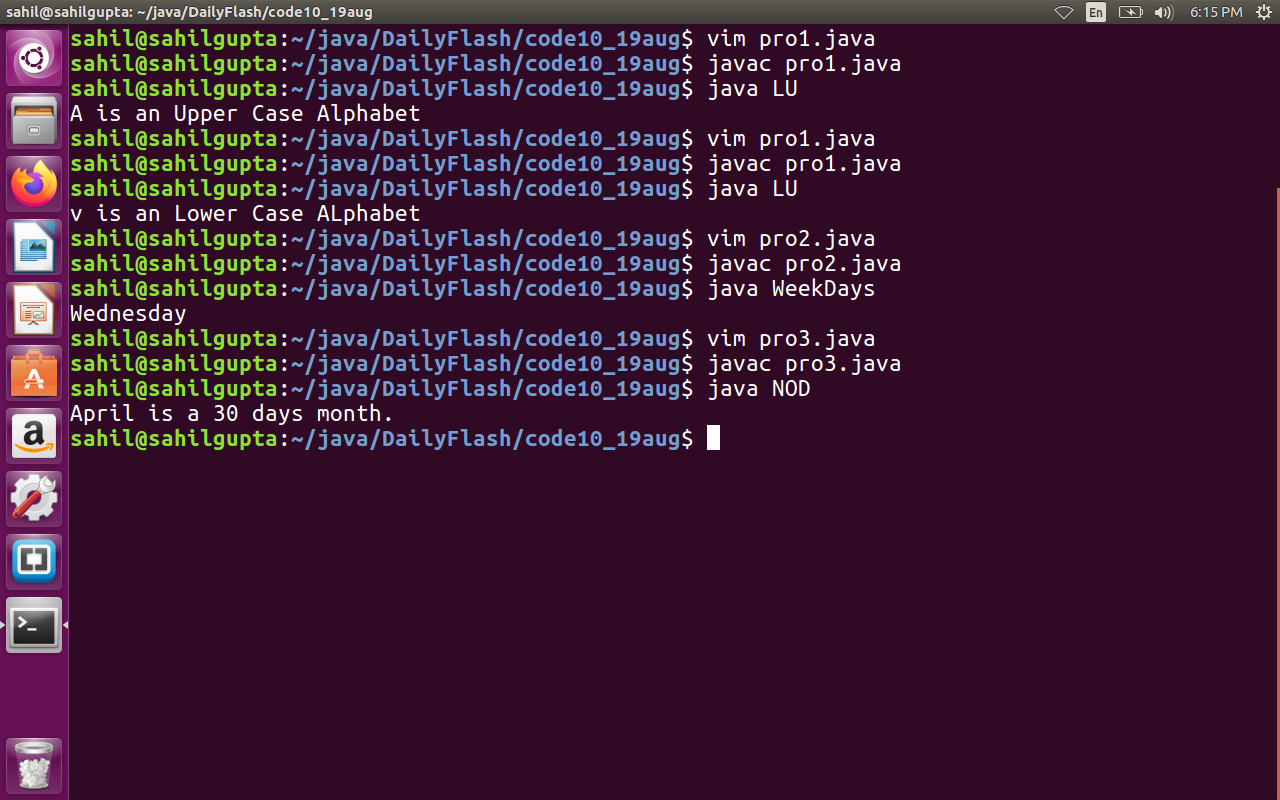 sahil@sahilgupta: ~/java/DailyFlash/code10_19aug En 6:15 PM
sahil@sahilgupta:~/java/DailyFlash/code10_19aug$ vim pro1.java
sahil@sahilgupta:~/java/DailyFlash/code10_19aug$ javac pro1.java
sahil@sahilgupta:~/java/DailyFlash/code10_19aug$ java LU
A is an Upper Case Alphabet
sahil@sahilgupta:~/java/DailyFlash/code10_19aug$ vim pro1.java
sahil@sahilgupta:~/java/DailyFlash/code10_19aug$ javac pro1.java
sahil@sahilgupta:~/java/DailyFlash/code10_19aug$ java LU
v is an Lower Case ALphabet
sahil@sahilgupta:~/java/DailyFlash/code10_19aug$ vim pro2.java
sahil@sahilgupta:~/java/DailyFlash/code10_19aug$ javac pro2.java
sahil@sahilgupta:~/java/DailyFlash/code10_19aug$ java WeekDays
Wednesday
sahil@sahilgupta:~/java/DailyFlash/code10_19aug$ vim pro3.java
sahil@sahilgupta:~/java/DailyFlash/code10_19aug$ javac pro3.java
sahil@sahilgupta:~/java/DailyFlash/code10_19aug$ java NOD
April is a 30 days month.
sahil@sahilgupta:~/java/DailyFlash/code10_19aug$